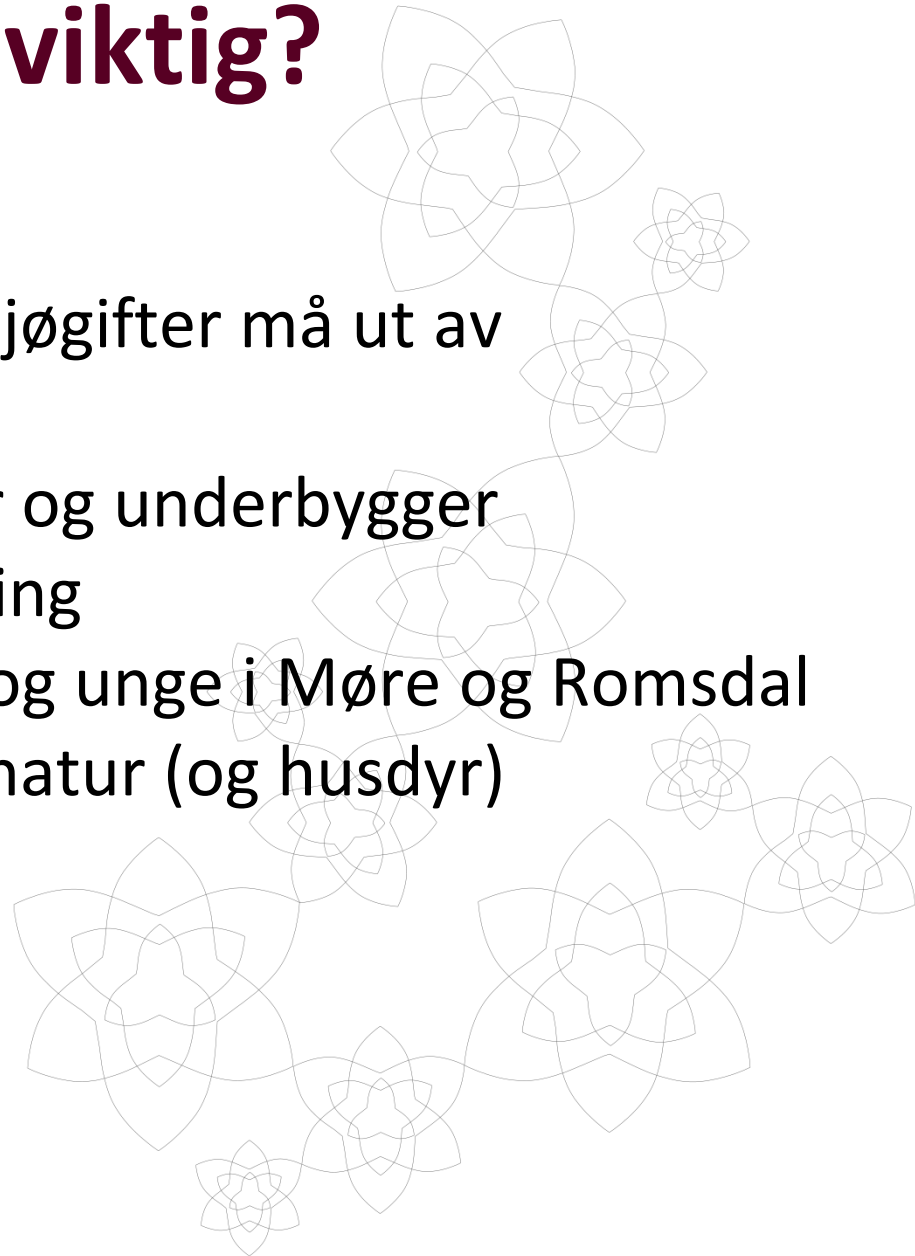 viktig?
jøgifter må ut av
r og underbygger
ing
og unge i Møre og Romsdal
natur (og husdyr)